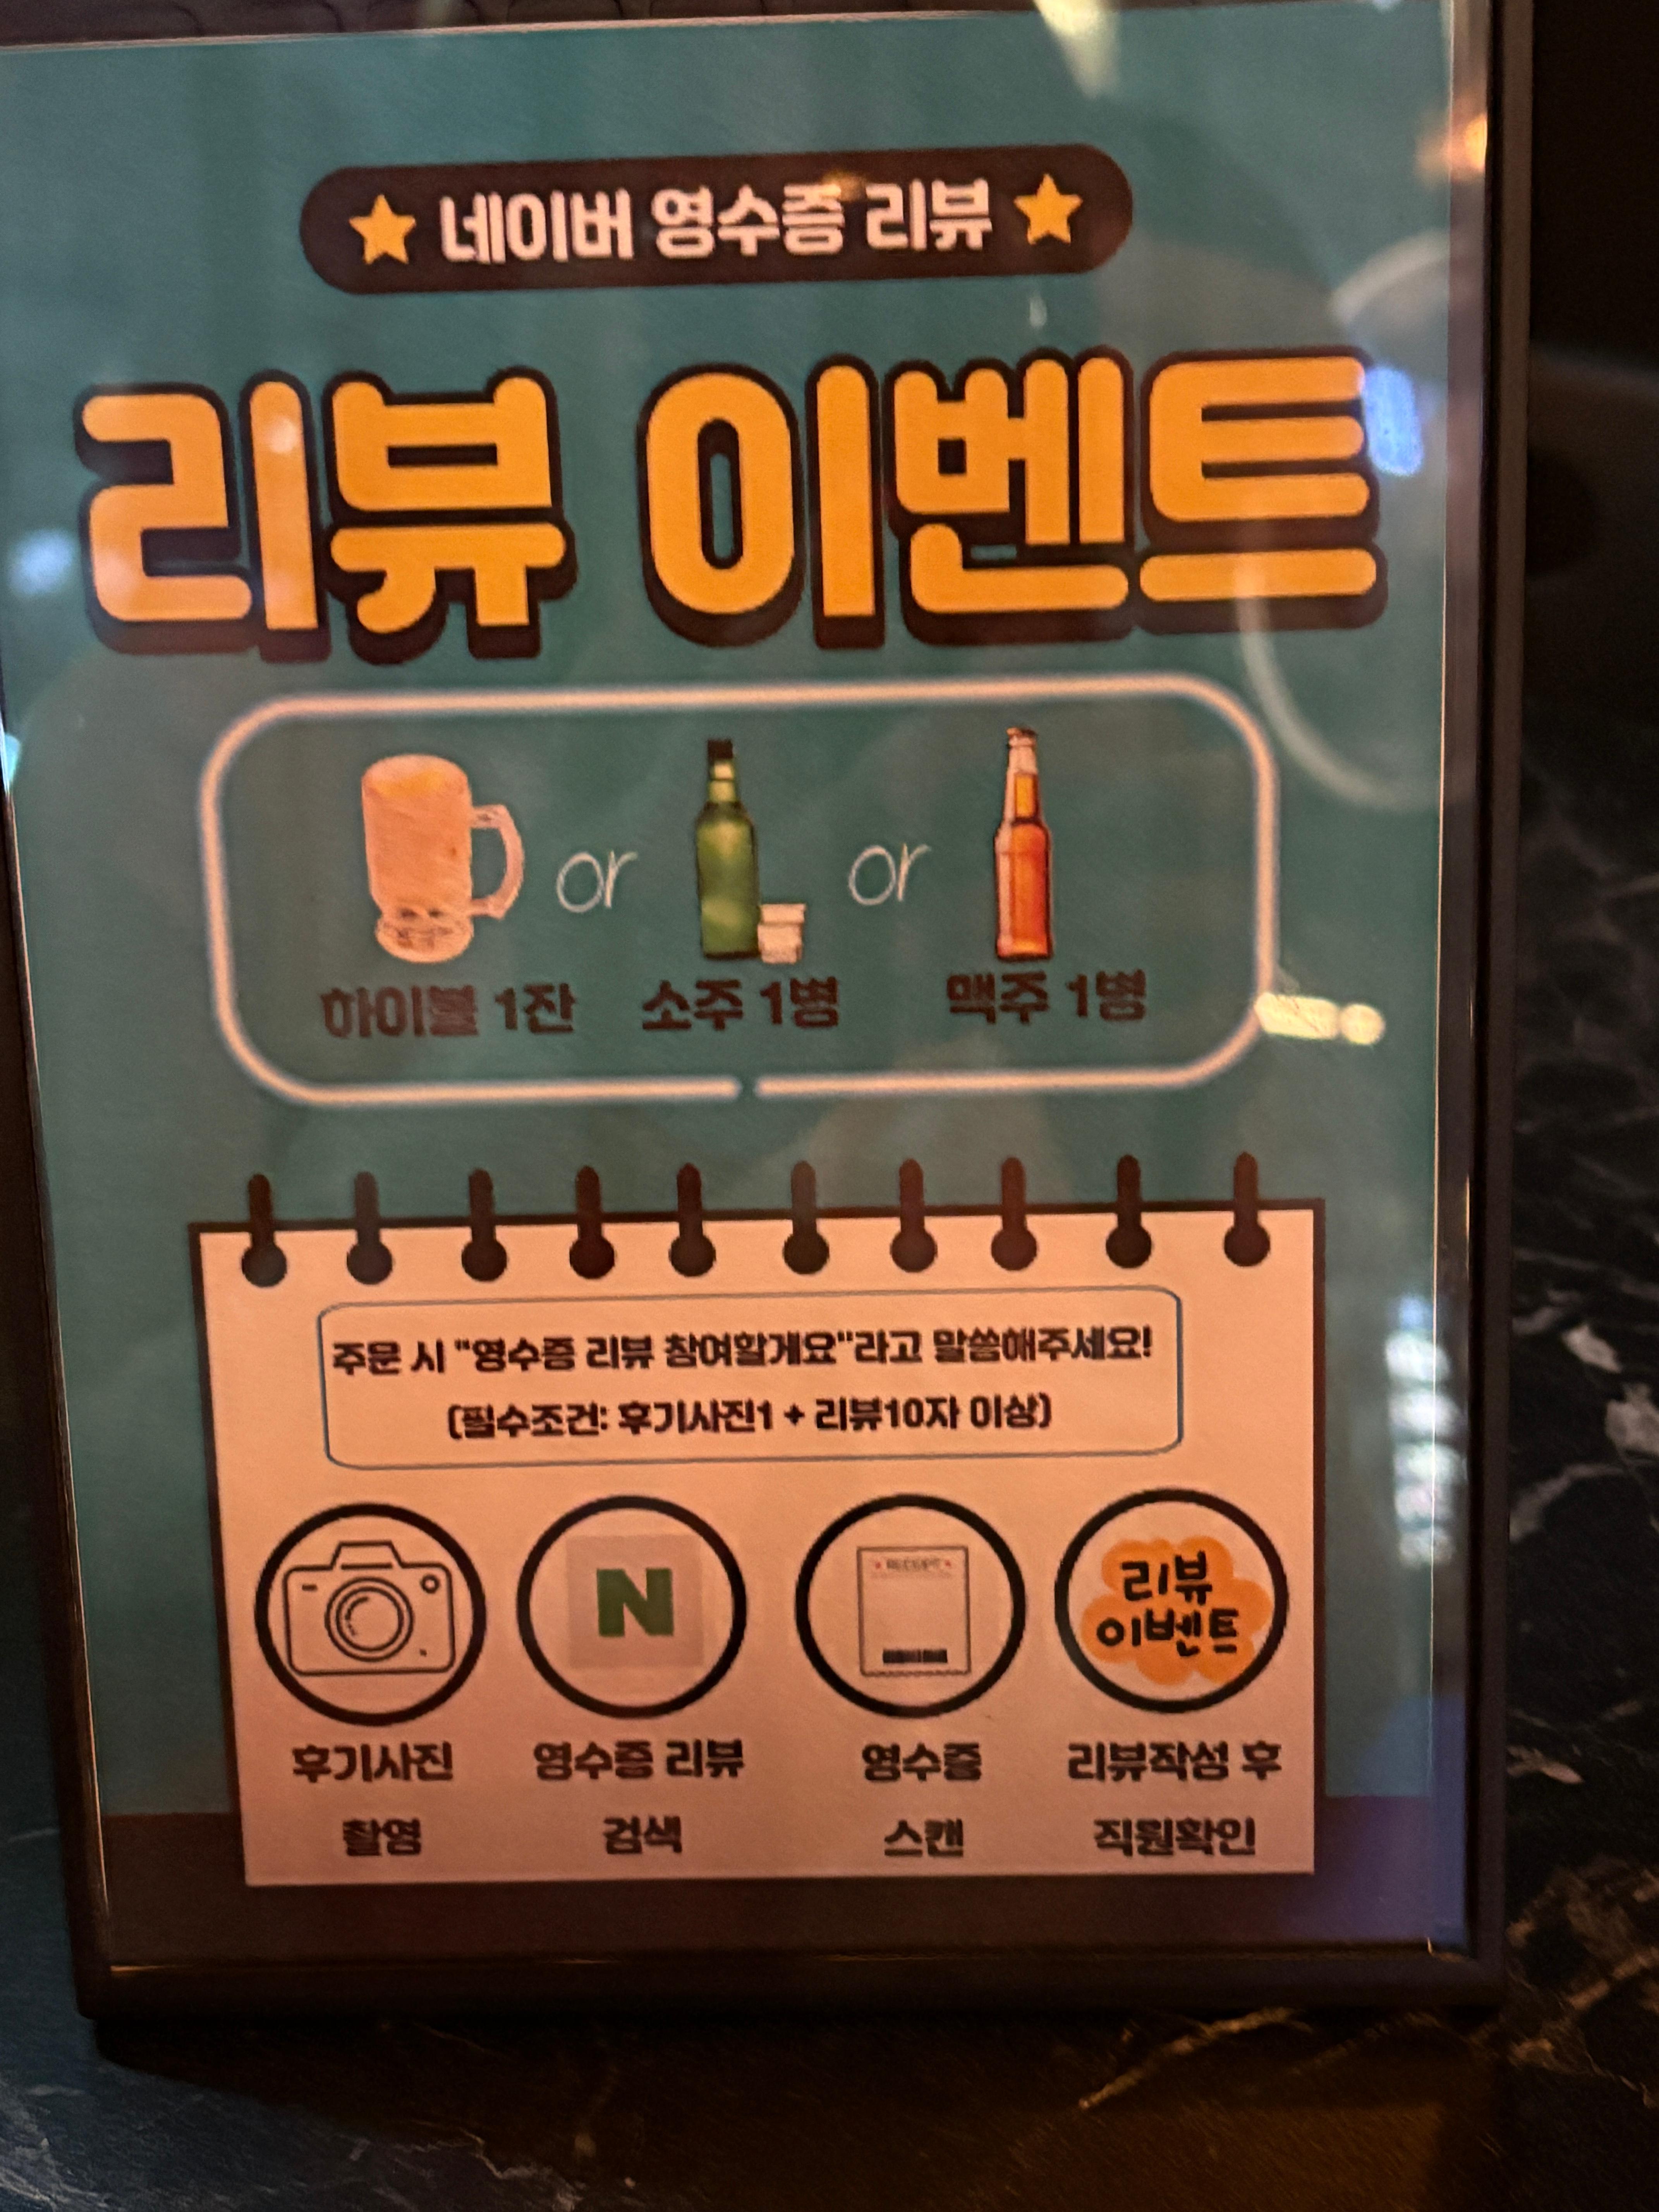 네이버 영수증 리뷰
리뷰 이벤트
or or
하이볼 1잔 소주 1병 맥주 1병
주문 시 "영수증 리뷰 참여할게요"라고 말씀해주세요!
(필수조건: 후기사진1 + 리뷰10자 이상)
N
RECEIPT
리뷰
이벤트
후기사진 영수증 리뷰 영수증 리뷰작성 후
촬영 검색 스캔 직원확인